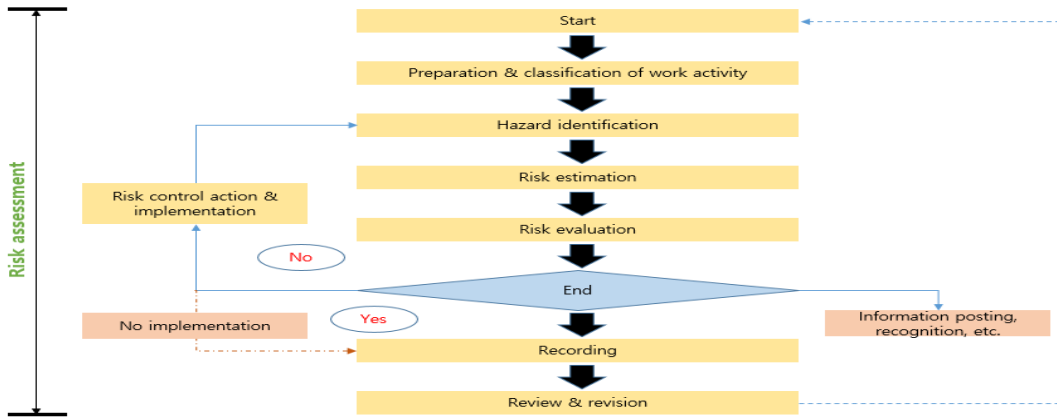 Start
Preparation & classification of work activity
Hazard identification
Risk estimation
Risk control action &
implementation
Risk evaluation
Risk assessment
No
End
Yes
No implementation
Information posting,
recognition, etc.
Recording
Review & revision